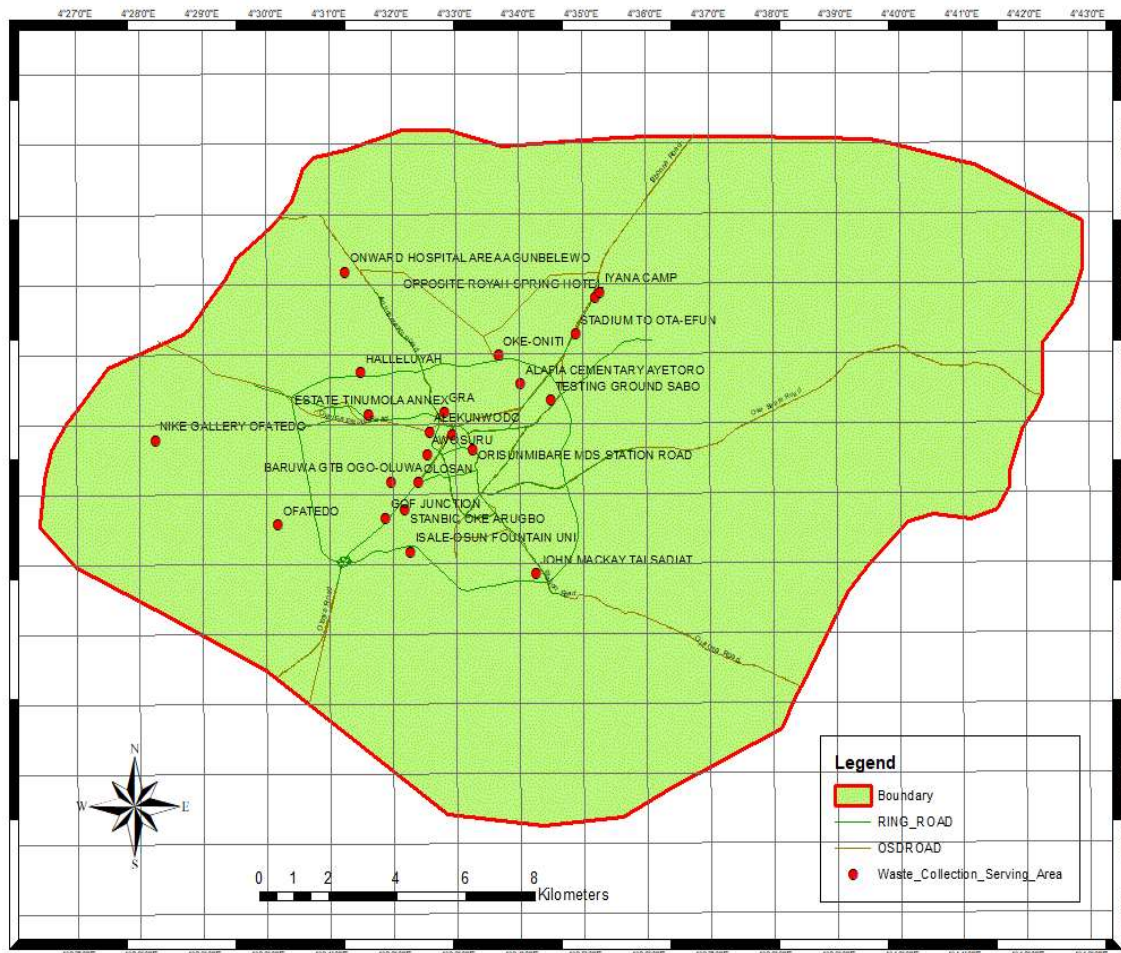 4°27'0"E 4°28'0"E 4°29'0"E 4°30'0"E 4°31'0"E 4°32'0"E 4°33'0"E 4°34'0"E 4°35'0"E 4°36'0"E 4°37'0"E 4°38'0"E 4°39'0"E 4°40'0"E 4°41'0"E 4°42'0"E 4°43'0"E
ONWARD HOSPITAL AREA AGUNBELEWO
IYANA CAMP
OPPOSITE ROYAH SPRING HOTEL
STADIUM TO OTA-EFUN
OKE-ONITI
HALLELUYAH
ALAFIA CEMENTARY AYETORO
TESTING GROUND SABO
ESTATE TINUMOLA ANNEX
GRA
ALEKUNWODO
NIKE GALLERY OFATEDO
AWOSURU
ORISUNMIBARE MDS STATION ROAD
BARUWA GTB OGO-OLUWA
OLOSAN
GOF JUNCTION
OFATEDO
STANBIC OKE ARUGBO
ISALE-OSUN FOUNTAIN UNI
JOHN MACKAY TAI SADIAT
N
W E
S
0 1 2 4 6 8
Kilometers
Legend
Boundary
RING_ROAD
OSDROAD
Waste_Collection_Serving_Area